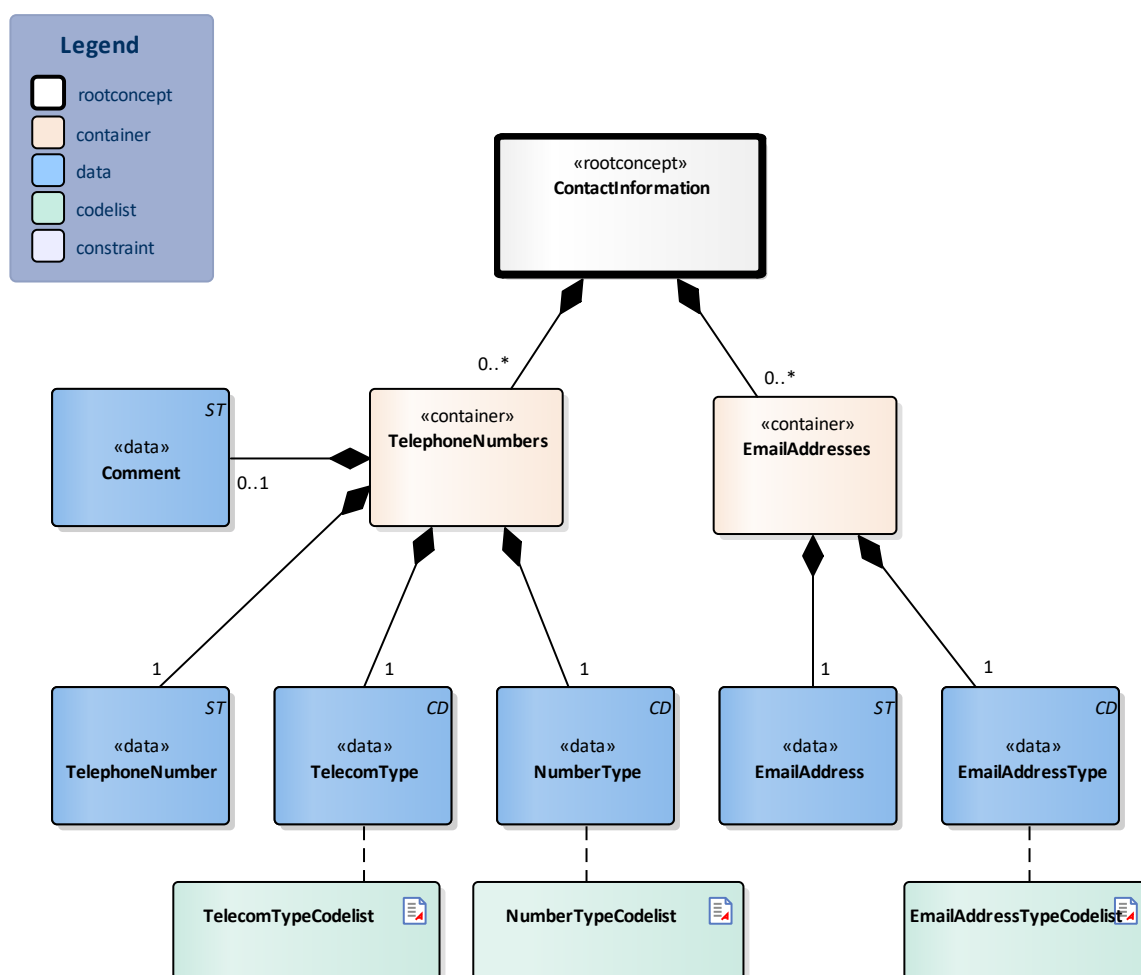 Legend
rootconcept
container
data
codelist
constraint
«rootconcept»
ContactInformation
0..*
0..*
ST
«data»
Comment
0..1
«container»
TelephoneNumbers
«container»
EmailAddresses
1
1
1
1
1
ST
«data»
TelephoneNumber
CD
«data»
TelecomType
CD
«data»
NumberType
ST
«data»
EmailAddress
CD
«data»
EmailAddressType
TelecomTypeCodelist
NumberTypeCodelist
EmailAddressTypeCodelist